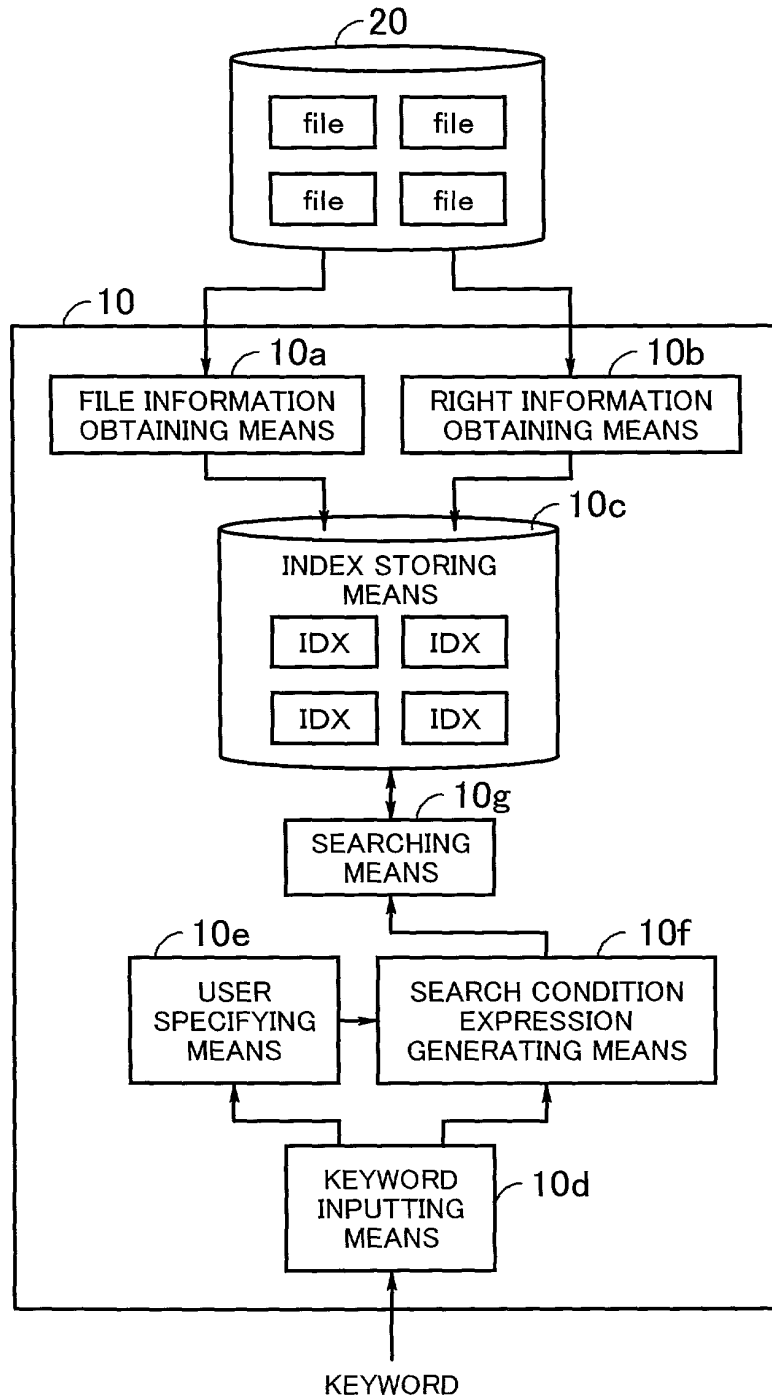 20
file file
file file
10
10a
10b
FILE INFORMATION
OBTAINING MEANS
RIGHT INFORMATION
OBTAINING MEANS
10c
INDEX STORING
MEANS
IDX IDX
IDX IDX
10g
SEARCHING
MEANS
10e
10f
USER
SPECIFYING
MEANS
SEARCH CONDITION
EXPRESSION
GENERATING MEANS
KEYWORD
INPUTTING
MEANS
10d
KEYWORD